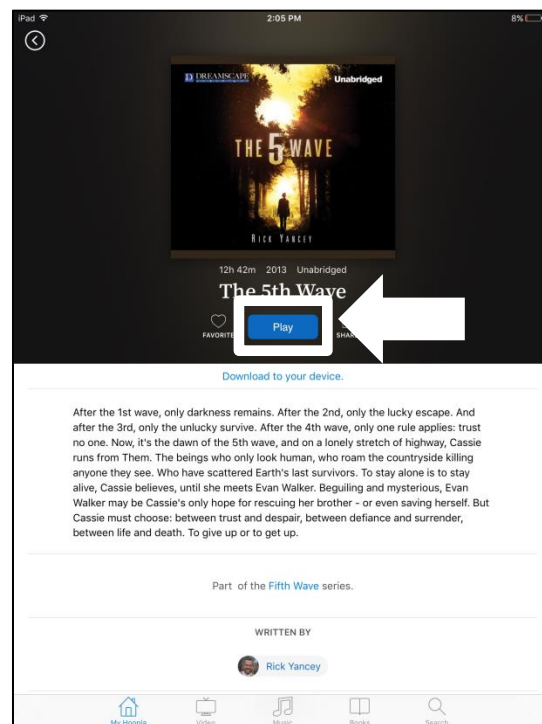 iPad 2:05 PM 8%
DREAMSCAPE Unabridged
THE 5 WAVE
RICK YANCEY
12h 42m 2013 Unabridged
The 5th Wave
FAVORITE Play SHARE
Download to your device.
After the 1st wave, only darkness remains. After the 2nd, only the lucky escape. And
after the 3rd, only the unlucky survive. After the 4th wave, only one rule applies: trust
no one. Now, it's the dawn of the 5th wave, and on a lonely stretch of highway, Cassie
runs from Them. The beings who only look human, who roam the countryside killing
anyone they see. Who have scattered Earth's last survivors. To stay alone is to stay
alive, Cassie believes, until she meets Evan Walker. Beguiling and mysterious, Evan
Walker may be Cassie's only hope for rescuing her brother - or even saving herself. But
Cassie must choose: between trust and despair, between defiance and surrender,
between life and death. To give up or to get up.
Part of the Fifth Wave series.
WRITTEN BY
Rick Yancey
My Hoopla Video Music Books Search